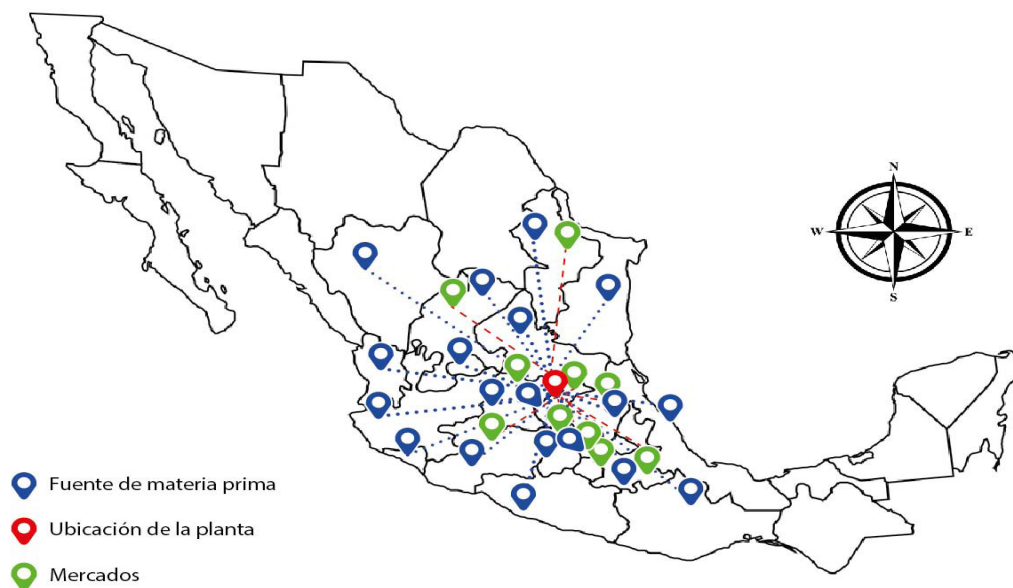 N
W
E
S
Fuente de materia prima
Ubicación de la planta
Mercados